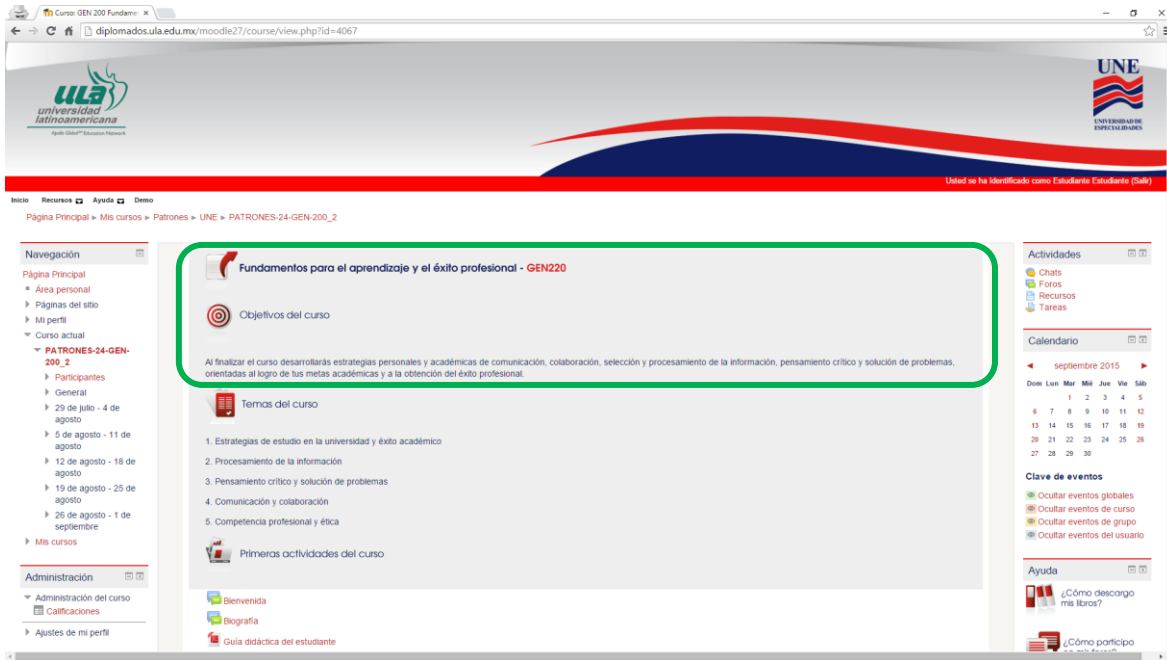 Curso: GEN 200 Fundame
diplomados.ula.edu.mx/moodle27/course/view.php?id=4067
ula
universidad
latinoamericana
Apollo Global Education Network
UNE
UNIVERSIDAD DE
ESPECIALIDADES
Usted se ha identificado como Estudiante Estudiante (Salir)
Inicio Recursos Ayuda Demo
Página Principal ► Mis cursos ► Patrones ► UNE ► PATRONES-24-GEN-200_2
Navegación
Página Principal
Área personal
Páginas del sitio
Mi perfil
Curso actual
PATRONES-24-GEN-
200_2
Participantes
General
29 de julio - 4 de
agosto
5 de agosto - 11 de
agosto
12 de agosto - 18 de
agosto
19 de agosto - 25 de
agosto
26 de agosto - 1 de
septiembre
Mis cursos
Administración
Administración del curso
Calificaciones
Ajustes de mi perfil
Fundamentos para el aprendizaje y el éxito profesional - GEN220
Objetivos del curso
Al finalizar el curso desarrollarás estrategias personales y académicas de comunicación, colaboración, selección y procesamiento de la información, pensamiento crítico y solución de problemas,
orientadas al logro de tus metas académicas y a la obtención del éxito profesional.
Temas del curso
1. Estrategias de estudio en la universidad y éxito académico
2. Procesamiento de la información
3. Pensamiento crítico y solución de problemas
4. Comunicación y colaboración
5. Competencia profesional y ética
Primeras actividades del curso
Bienvenida
Biografía
Guía didáctica del estudiante
Actividades
Chats
Foros
Recursos
Tareas
Calendario
◄ septiembre 2015 ►
Dom Lun Mar Mié Jue Vie Sáb
1 2 3 4 5
6 7 8 9 10 11 12
13 14 15 16 17 18 19
20 21 22 23 24 25 26
27 28 29 30
Clave de eventos
Ocultar eventos globales
Ocultar eventos de curso
Ocultar eventos de grupo
Ocultar eventos del usuario
Ayuda
¿Cómo descargo
mis libros?
¿Cómo participo